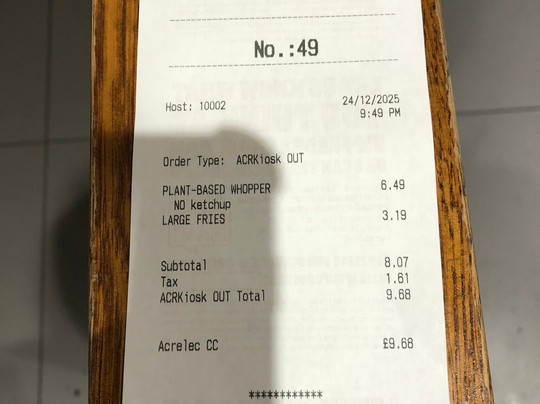 No.:49
Host: 10002 24/12/2025
9:49 PM
Order Type: ACRKiosk OUT
PLANT-BASED WHOPPER 6.49
NO ketchup
LARGE FRIES 3.19
Subtotal 8.07
Tax 1.61
ACRKiosk OUT Total 9.68
Acrelec CC £9.68
************